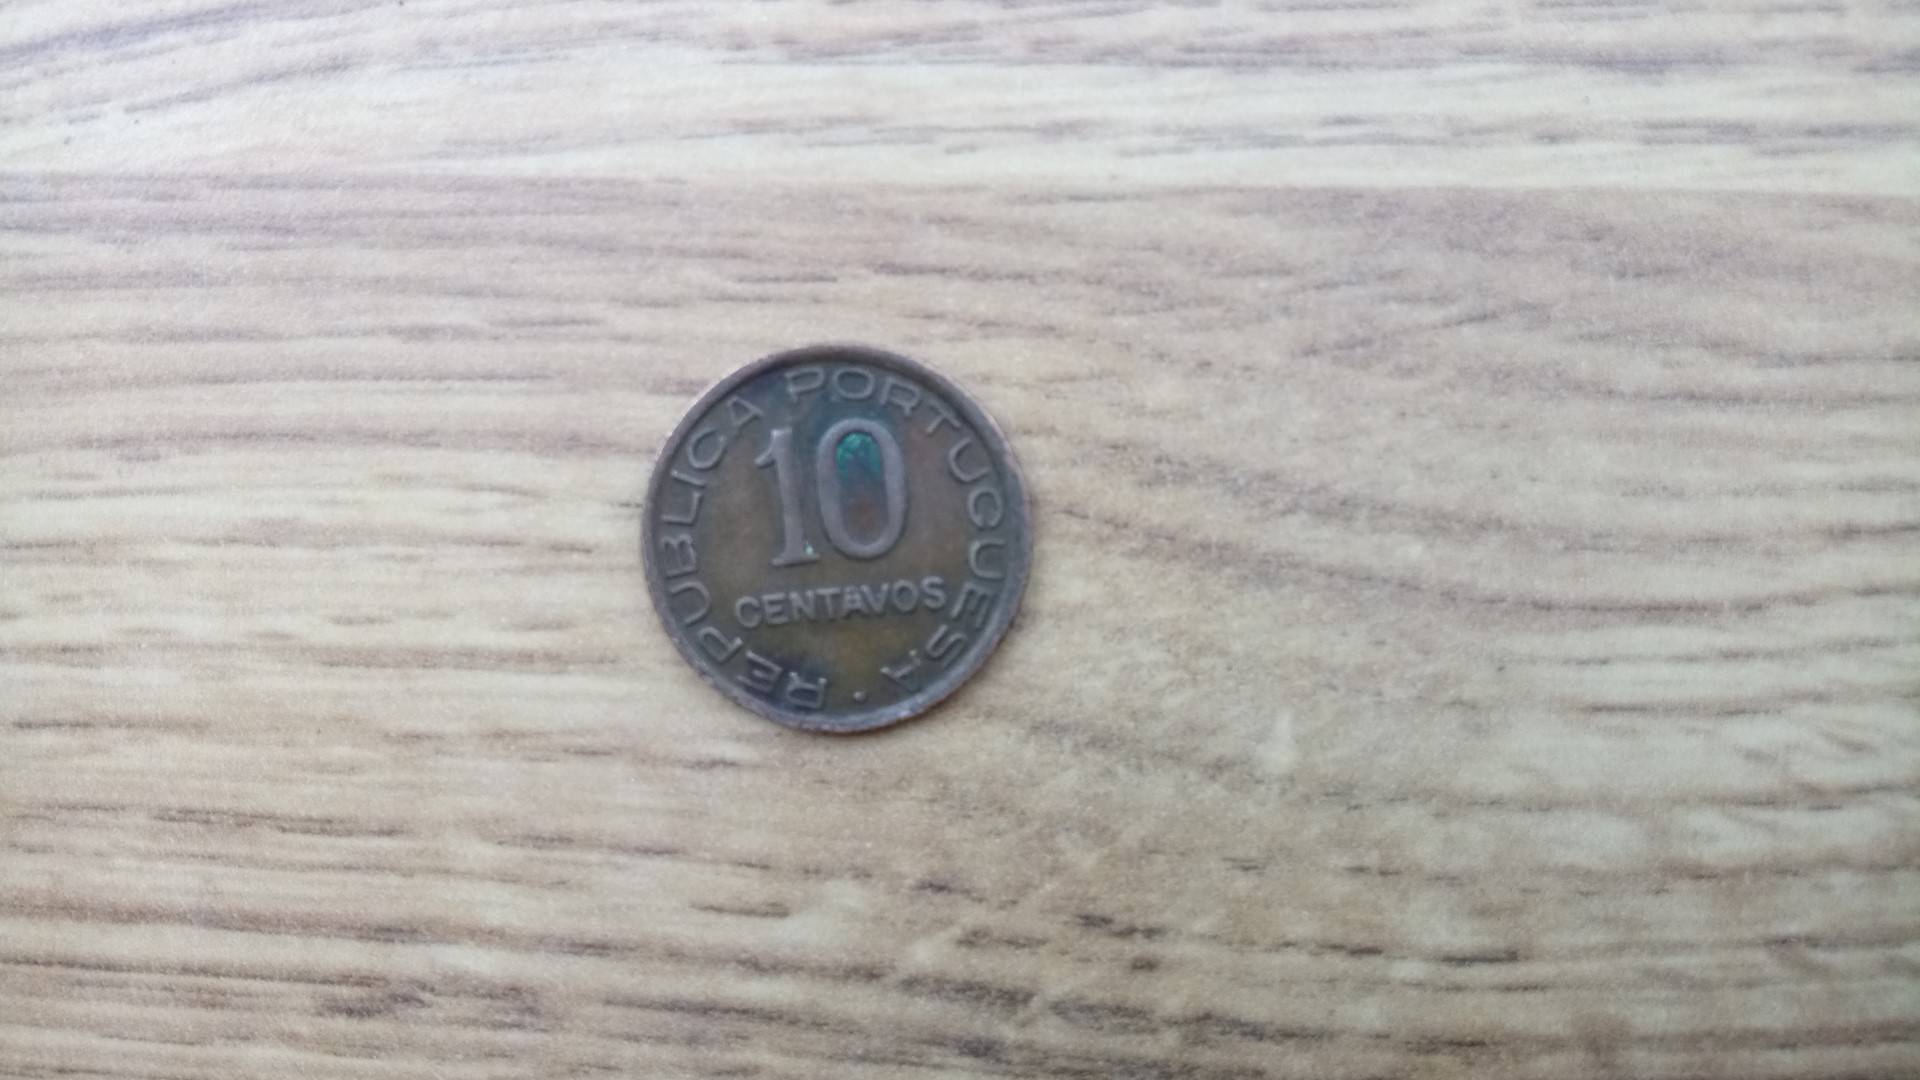 REPUBLICA PORTUGUESA •
10
CENTAVOS